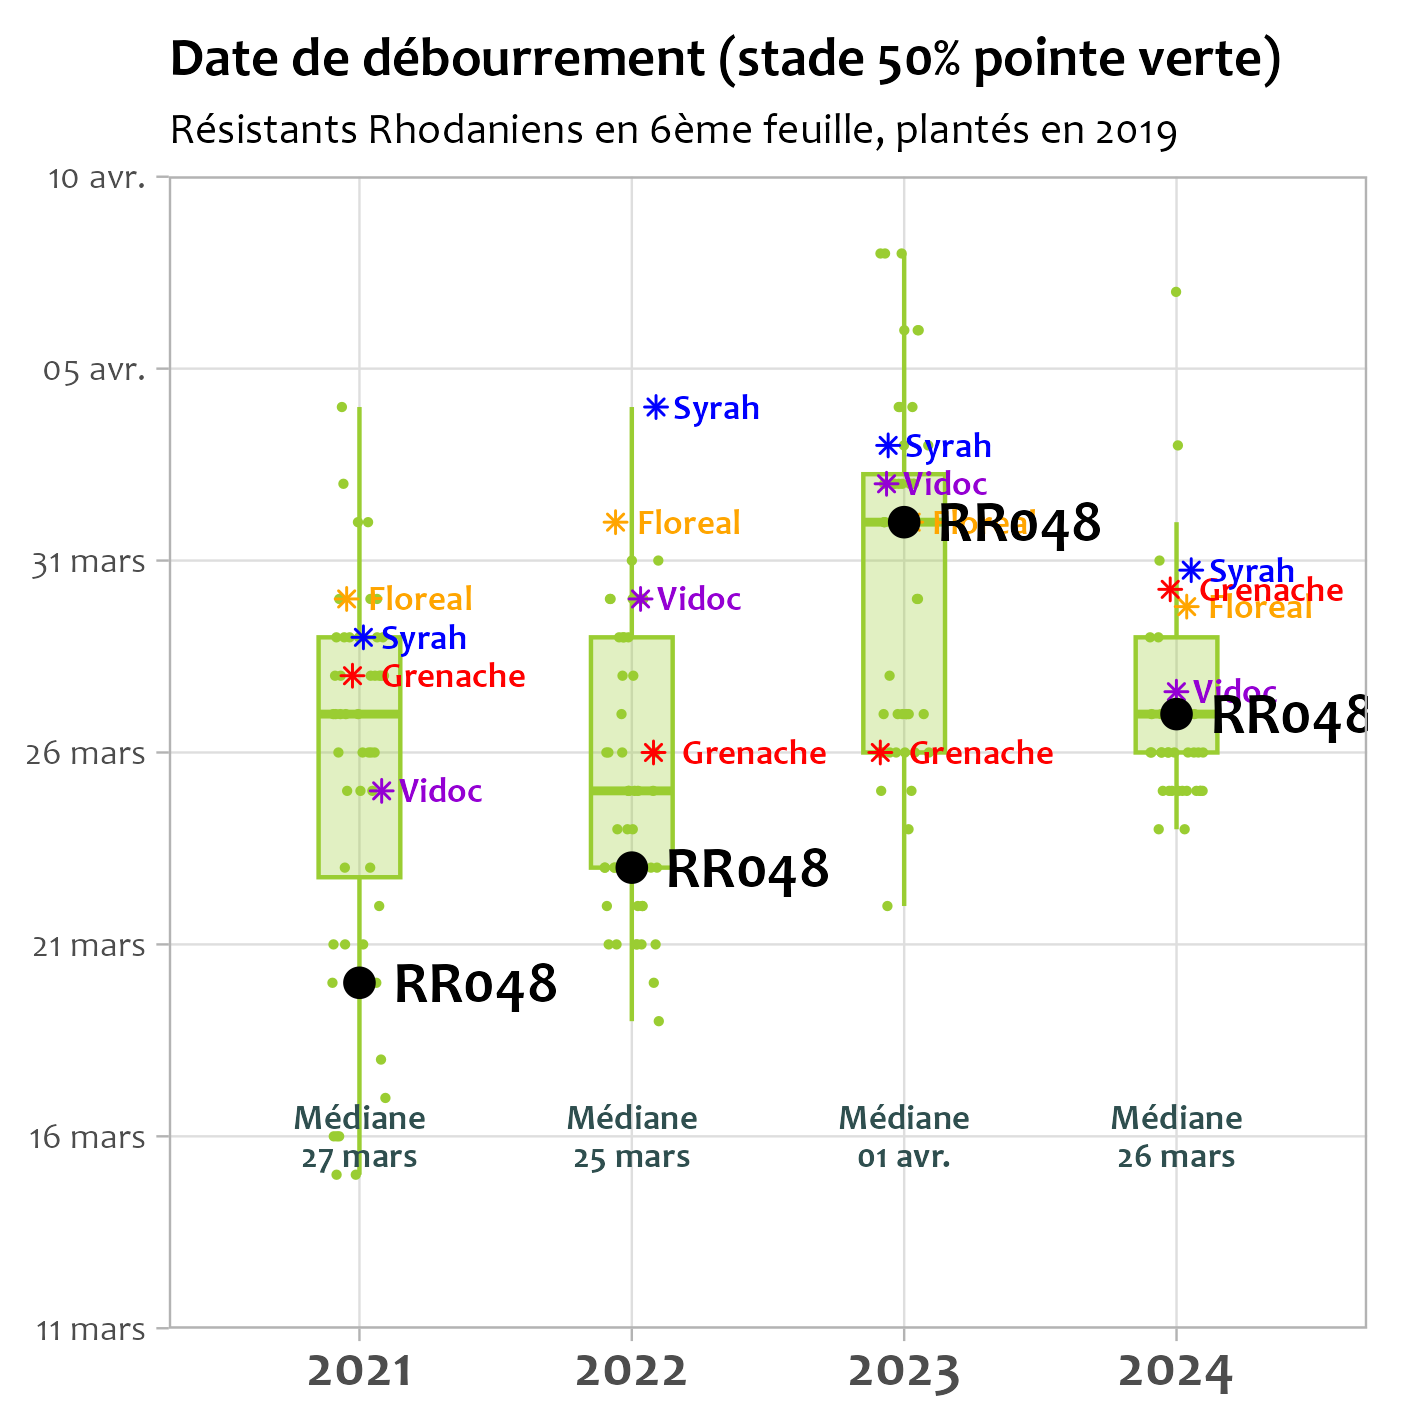 Date de débourrement (stade 50% pointe verte)
Résistants Rhodaniens en 6ème feuille, plantés en 2019
10 avr.
05 avr.
31 mars
26 mars
21 mars
16 mars
11 mars
Floreal
Syrah
Grenache
Vidoc
RR048
Médiane
27 mars
Syrah
Floreal
Vidoc
Grenache
RR048
Médiane
25 mars
Syrah
Vidoc
Floreal
RR048
Grenache
Médiane
01 avr.
Syrah
Grenache
Floreal
Vidoc
RR048
Médiane
26 mars
2021
2022
2023
2024